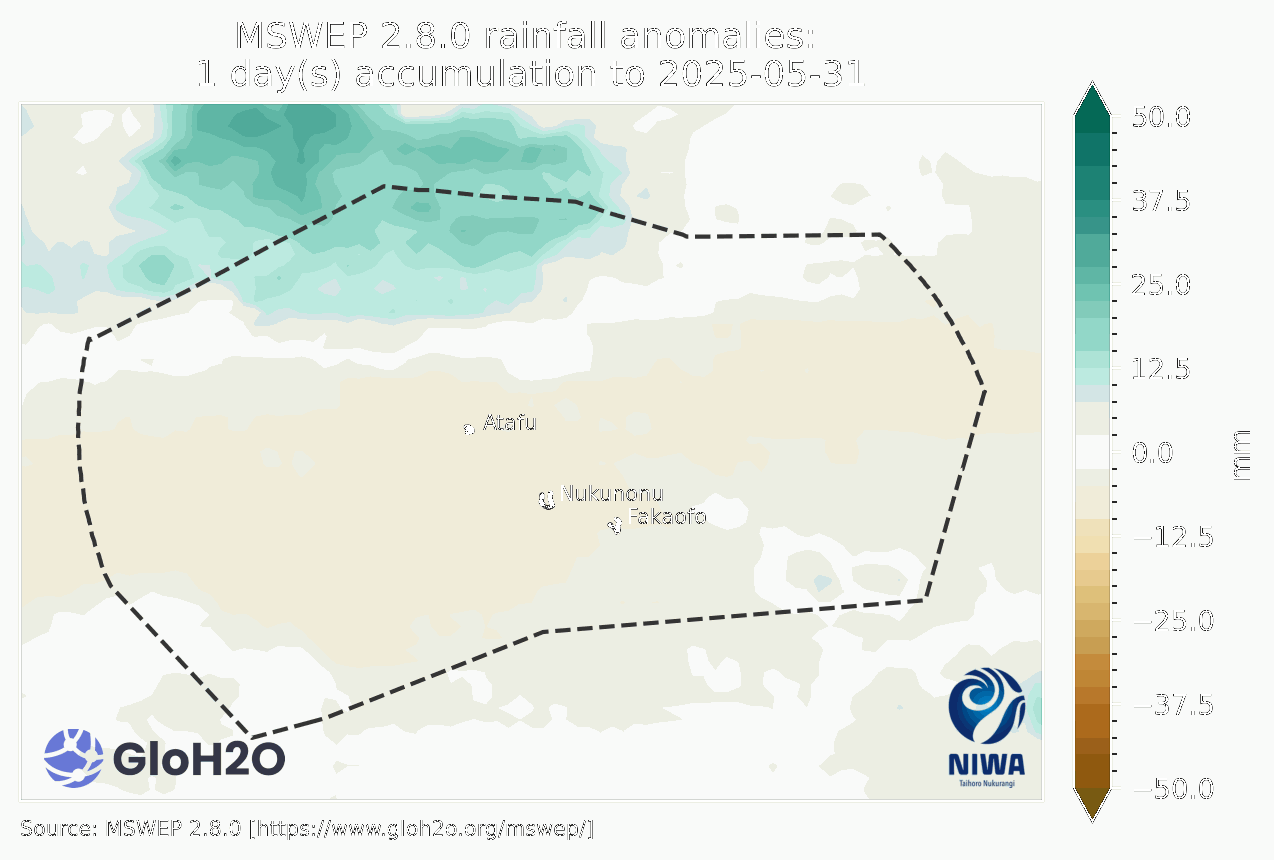 MSWEP 2.8.0 rainfall anomalies:
1 day(s) accumulation to 2025-05-31
50.0
37.5
25.0
12.5
0.0
−12.5
−25.0
−37.5
−50.0
mm
Atafu
Nukunonu
Fakaofo
GloH2O
NIWA
Taihoro Nukurangi
Source: MSWEP 2.8.0 [https://www.gloh2o.org/mswep/]